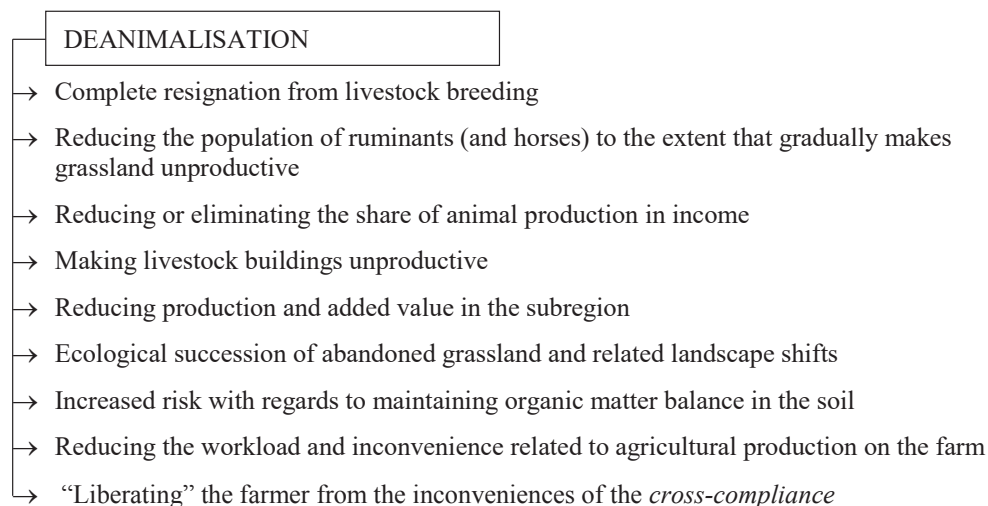 DEANIMALISATION
→ Complete resignation from livestock breeding
→ Reducing the population of ruminants (and horses) to the extent that gradually makes
grassland unproductive
→ Reducing or eliminating the share of animal production in income
→ Making livestock buildings unproductive
→ Reducing production and added value in the subregion
→ Ecological succession of abandoned grassland and related landscape shifts
→ Increased risk with regards to maintaining organic matter balance in the soil
→ Reducing the workload and inconvenience related to agricultural production on the farm
→ “Liberating” the farmer from the inconveniences of the cross-compliance